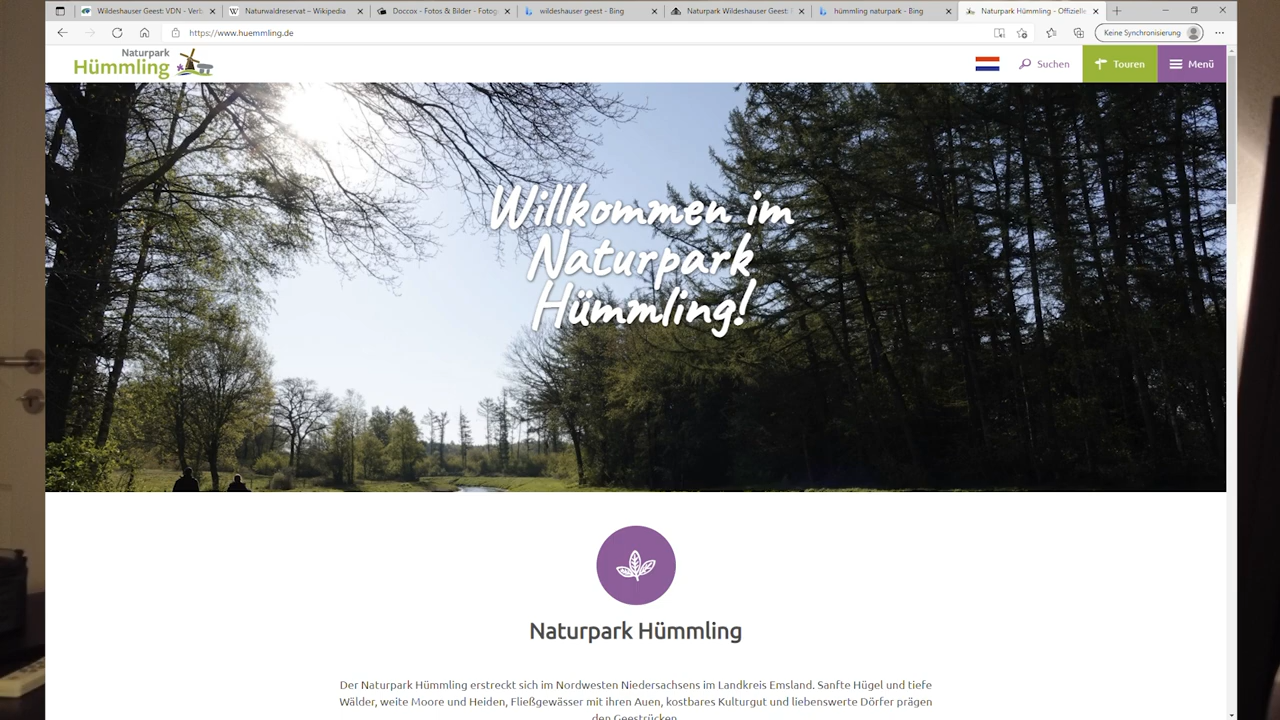 Wildeshauser Geest: VDN - Verb
Naturwaldreservat – Wikipedia
Doccox - Fotos & Bilder - Fotog
wildeshauser geest - Bing
Naturpark Wildeshauser Geest:
hümmling naturpark - Bing
Naturpark Hümmling - Offizielle
https://www.huemmling.de
Keine Synchronisierung
Naturpark
Hümmling
Suchen
Touren
Menü
Willkommen im
Naturpark
Hümmling!
Naturpark Hümmling
Der Naturpark Hümmling erstreckt sich im Nordwesten Niedersachsens im Landkreis Emsland. Sanfte Hügel und tiefe
Wälder, weite Moore und Heiden, Fließgewässer mit ihren Auen, kostbares Kulturgut und liebenswerte Dörfer prägen
den Geestrücken.